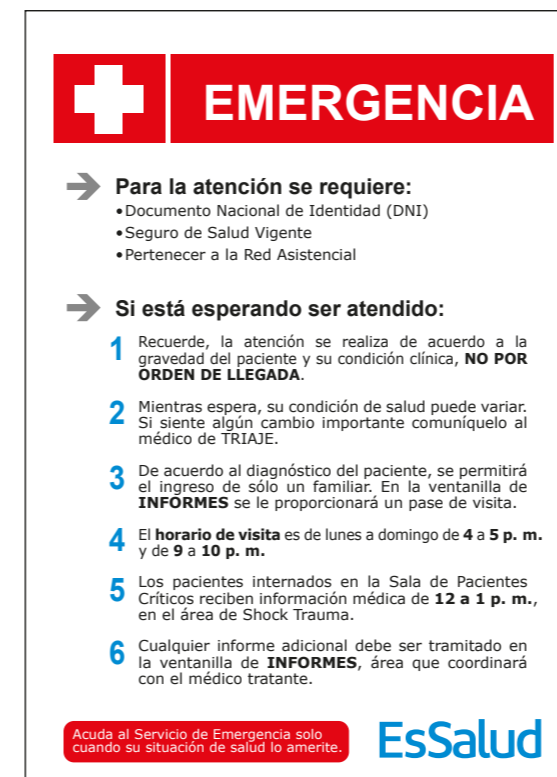 EMERGENCIA
Para la atención se requiere:
•Documento Nacional de Identidad (DNI)
•Seguro de Salud Vigente
•Pertenecer a la Red Asistencial
Si está esperando ser atendido:
1 Recuerde, la atención se realiza de acuerdo a la
gravedad del paciente y su condición clínica, NO POR
ORDEN DE LLEGADA.
2 Mientras espera, su condición de salud puede variar.
Si siente algún cambio importante comuníquelo al
médico de TRIAJE.
3 De acuerdo al diagnóstico del paciente, se permitirá
el ingreso de sólo un familiar. En la ventanilla de
INFORMES se le proporcionará un pase de visita.
4 El horario de visita es de lunes a domingo de 4 a 5 p. m.
y de 9 a 10 p. m.
5 Los pacientes internados en la Sala de Pacientes
Críticos reciben información médica de 12 a 1 p. m.,
en el área de Shock Trauma.
6 Cualquier informe adicional debe ser tramitado en
la ventanilla de INFORMES, área que coordinará
con el médico tratante.
Acuda al Servicio de Emergencia solo
cuando su situación de salud lo amerite.
EsSalud